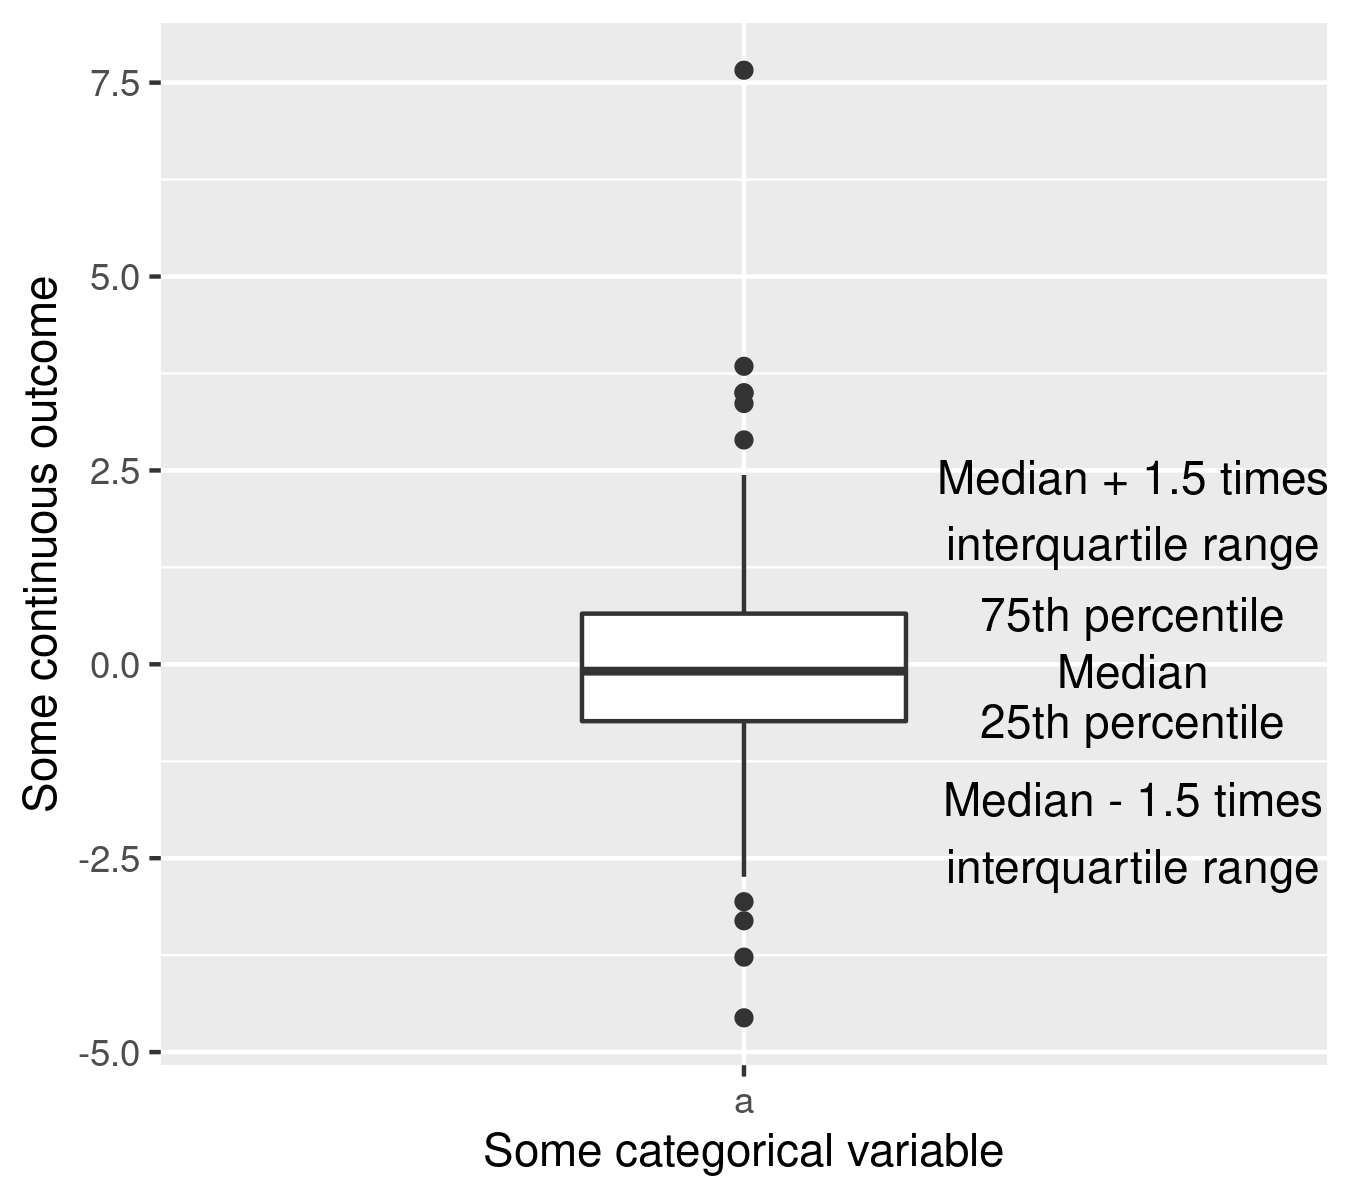 Some continuous outcome
7.5
5.0
2.5
0.0
-2.5
-5.0
Median + 1.5 times
interquartile range
75th percentile
Median
25th percentile
Median - 1.5 times
interquartile range
a
Some categorical variable